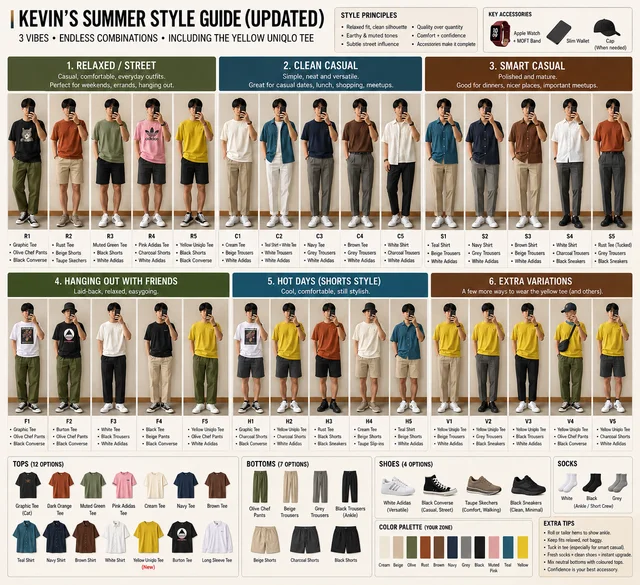 KEVIN'S SUMMER STYLE GUIDE (UPDATED)
3 VIBES • ENDLESS COMBINATIONS • INCLUDING THE YELLOW UNIQLO TEE
STYLE PRINCIPLES
• Relaxed fit, clean silhouette
• Earthy & muted tones
• Subtle street influence
• Quality over quantity
• Comfort + confidence
• Accessories make it complete
KEY ACCESSORIES
Apple Watch
+ MOFT Band
Slim Wallet
Cap
(When needed)
1. RELAXED / STREET
Casual, comfortable, everyday outfits.
Perfect for weekends, errands, hanging out.
2. CLEAN CASUAL
Simple, neat and versatile.
Great for casual dates, lunch, shopping, meetups.
3. SMART CASUAL
Polished and mature.
Good for dinners, nicer places, important meetups.
R1
• Graphic Tee
• Olive Chef Pants
• Black Converse
R2
• Rust Tee
• Beige Shorts
• Taupe Skechers
R3
• Muted Green Tee
• Black Shorts
• White Adidas
R4
• Pink Adidas Tee
• Charcoal Shorts
• White Adidas
R5
• Yellow Uniqlo Tee
• Black Shorts
• Black Converse
C1
• Cream Tee
• Beige Trousers
• White Adidas
C2
• Teal Shirt + White Tee
• White Trousers
• White Adidas
C3
• Navy Tee
• Grey Trousers
• White Adidas
C4
• Brown Tee
• Grey Trousers
• White Adidas
C5
• White Shirt
• Black Trousers
• White Adidas
S1
• Teal Shirt
• Beige Trousers
• White Adidas
S2
• Navy Shirt
• Grey Trousers
• White Adidas
S3
• Brown Shirt
• Beige Trousers
• White Adidas
S4
• White Shirt
• Black Trousers
• Black Sneakers
S5
• Rust Tee (Tucked)
• Grey Trousers
• Black Sneakers
4. HANGING OUT WITH FRIENDS
Laid-back, relaxed, easygoing.
5. HOT DAYS (SHORTS STYLE)
Cool, comfortable, still stylish.
6. EXTRA VARIATIONS
A few more ways to wear the yellow tee (and others).
F1
• Graphic Tee
• Olive Chef Pants
• Black Converse
F2
• Burton Tee
• Olive Chef Pants
• Black Converse
F3
• White Tee
• Black Trousers
• White Adidas
F4
• Black Tee
• Beige Pants
• Black Converse
F5
• Yellow Uniqlo Tee
• Olive Chef Pants
• White Adidas
H1
• Graphic Tee
• Charcoal Shorts
• Black Converse
H2
• Yellow Uniqlo Tee
• Charcoal Shorts
• White Adidas
H3
• Rust Tee
• Black Shorts
• Black Converse
H4
• Cream Tee
• Beige Shorts
• Taupe Slip-ins
H5
• Teal Shirt
• Beige Shorts
• White Adidas
V1
• Yellow Uniqlo Tee
• Beige Trousers
• White Adidas
V2
• Yellow Uniqlo Tee
• Grey Trousers
• Black Sneakers
V3
• Yellow Uniqlo Tee
• Black Trousers
• White Adidas
V4
• Yellow Uniqlo Tee
• Olive Chef Pants
• Black Converse
V5
• Yellow Uniqlo Tee
• Charcoal Shorts
• Black Sneakers
TOPS (12 OPTIONS)
Graphic Tee
(Cat)
Dark Orange
Tee
Muted Green
Tee
Pink Adidas
Tee
Cream Tee
Navy Tee
Brown Tee
Teal Shirt
Navy Shirt
Brown Shirt
White Shirt
Yellow Uniqlo Tee
(New)
Burton Tee
Long Sleeve Tee
BOTTOMS (7 OPTIONS)
Olive Chef
Pants
Beige
Trousers
Grey
Trousers
Black Trousers
(Ankle)
Beige Shorts
Charcoal Shorts
Black Shorts
SHOES (4 OPTIONS)
White Adidas
(Versatile)
Black Converse
(Casual, Street)
Taupe Skechers
(Comfort, Walking)
Black Sneakers
(Clean, Minimal)
COLOR PALETTE (YOUR ZONE)
Cream
Beige
Olive
Rust
Brown
Navy
Grey
Black
Muted
Pink
Teal
Yellow
SOCKS
White
Black
Grey
(Ankle / Short Crew)
EXTRA TIPS
• Roll or tailor hems to show ankle.
• Keep fits relaxed, not baggy.
• Tuck in tee (especially for smart casual).
• Fresh socks + clean shoes = instant upgrade.
• Mix neutral bottoms with coloured tops.
• Confidence is your best accessory.